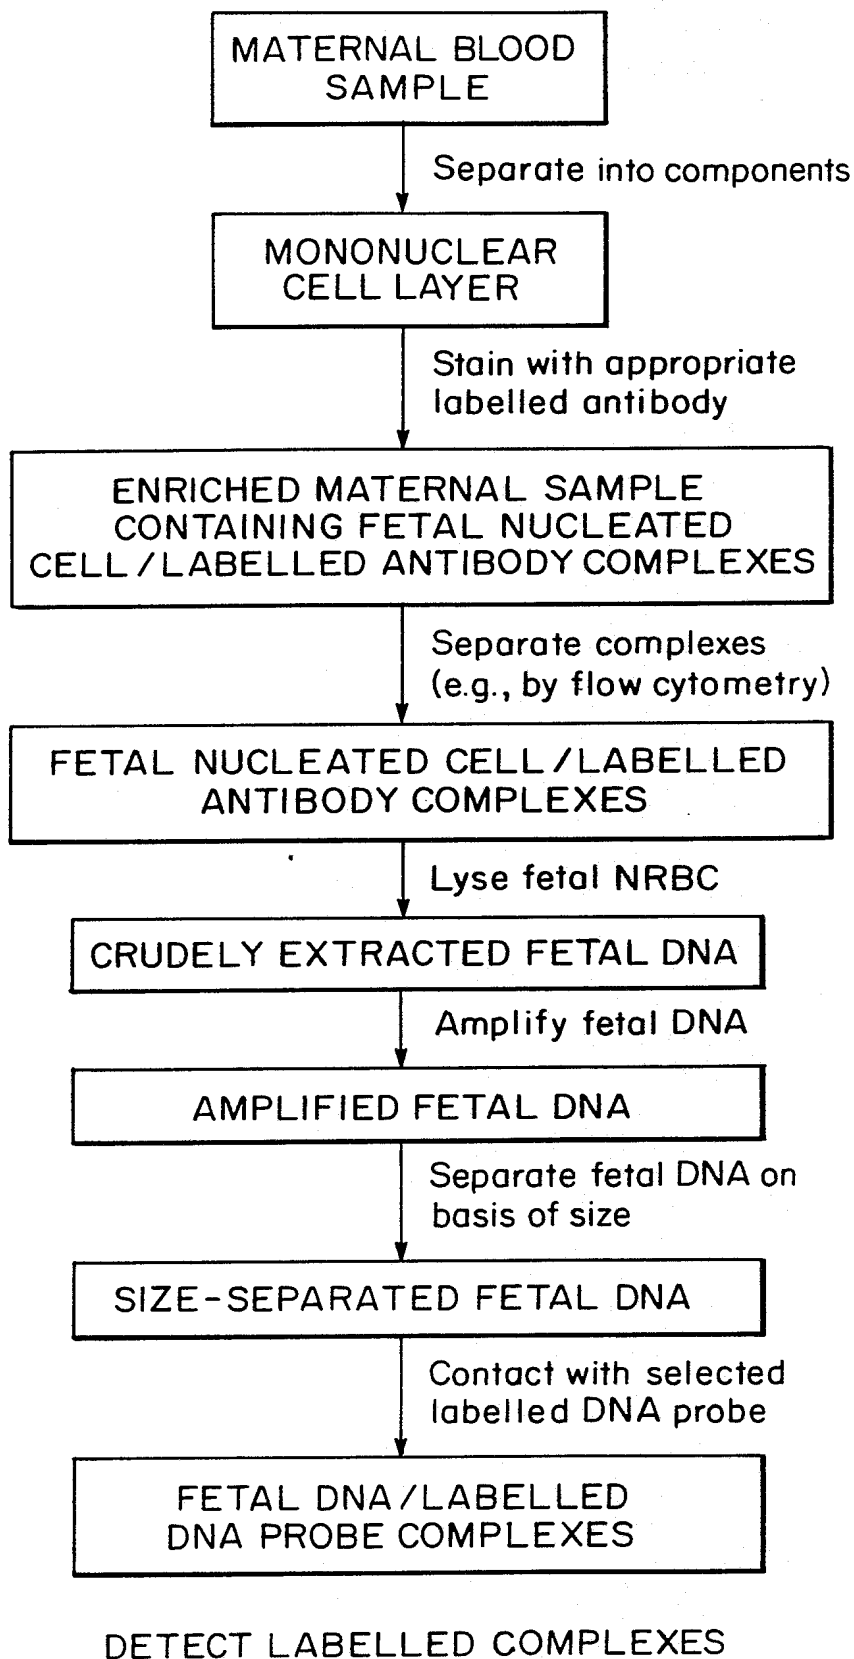 MATERNAL BLOOD
SAMPLE
Separate into components
MONONUCLEAR
CELL LAYER
Stain with appropriate
labelled antibody
ENRICHED MATERNAL SAMPLE
CONTAINING FETAL NUCLEATED
CELL/LABELLED ANTIBODY COMPLEXES
Separate complexes
(e.g., by flow cytometry)
FETAL NUCLEATED CELL/LABELLED
ANTIBODY COMPLEXES
Lyse fetal NRBC
CRUDELY EXTRACTED FETAL DNA
Amplify fetal DNA
AMPLIFIED FETAL DNA
Separate fetal DNA on
basis of size
SIZE-SEPARATED FETAL DNA
Contact with selected
labelled DNA probe
FETAL DNA/LABELLED
DNA PROBE COMPLEXES
DETECT LABELLED COMPLEXES